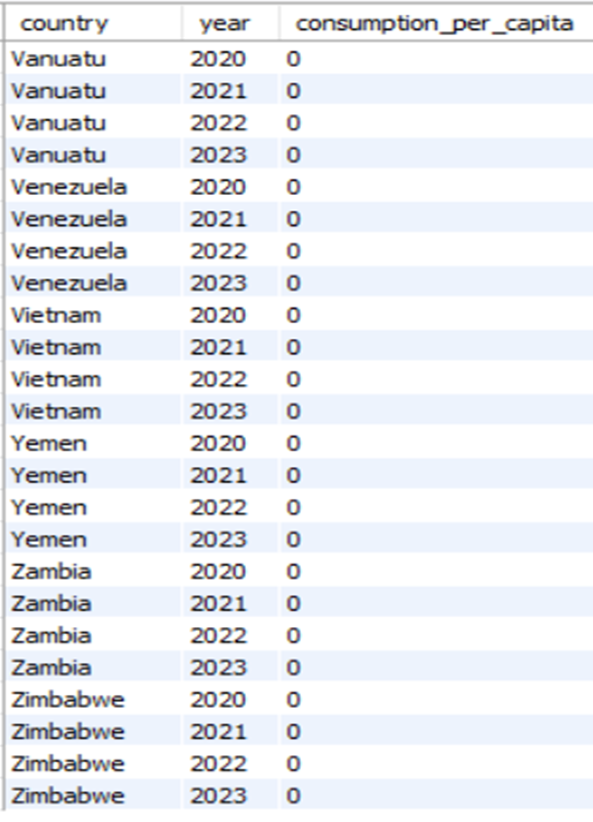 country year consumption_per_capita
Vanuatu 2020 0
Vanuatu 2021 0
Vanuatu 2022 0
Vanuatu 2023 0
Venezuela 2020 0
Venezuela 2021 0
Venezuela 2022 0
Venezuela 2023 0
Vietnam 2020 0
Vietnam 2021 0
Vietnam 2022 0
Vietnam 2023 0
Yemen 2020 0
Yemen 2021 0
Yemen 2022 0
Yemen 2023 0
Zambia 2020 0
Zambia 2021 0
Zambia 2022 0
Zambia 2023 0
Zimbabwe 2020 0
Zimbabwe 2021 0
Zimbabwe 2022 0
Zimbabwe 2023 0